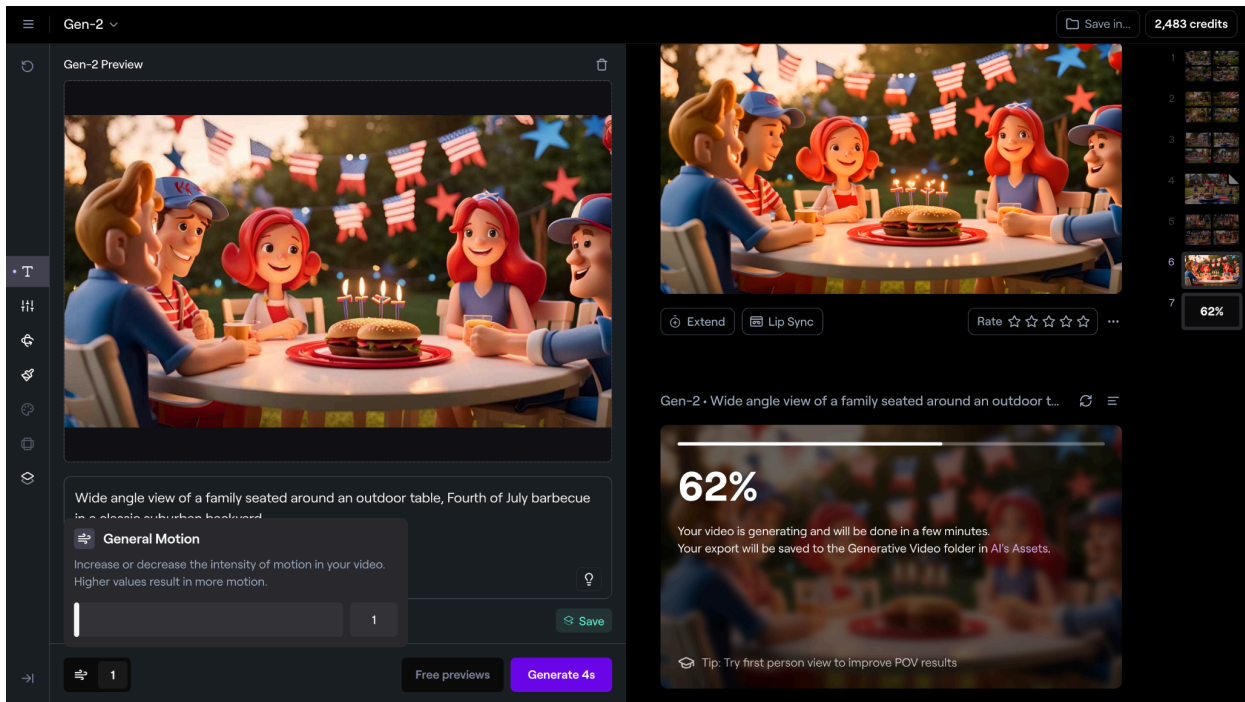 Gen-2
Save in...
2,483 credits
Gen-2 Preview
Wide angle view of a family seated around an outdoor table, Fourth of July barbecue
in a classic suburban backyard
General Motion
Increase or decrease the intensity of motion in your video.
Higher values result in more motion.
1
Save
1
Free previews
Generate 4s
Extend
Lip Sync
Rate
Gen-2 • Wide angle view of a family seated around an outdoor t...
62%
Your video is generating and will be done in a few minutes.
Your export will be saved to the Generative Video folder in AI's Assets.
Tip: Try first person view to improve POV results
1
2
3
4
5
6
7
62%